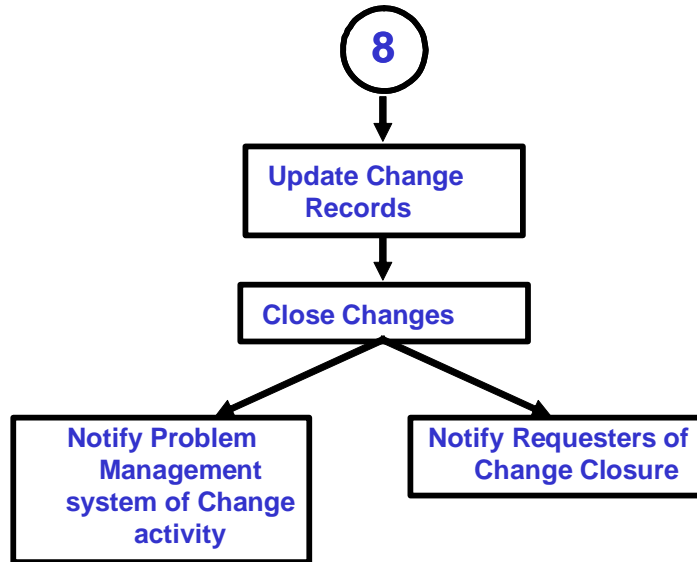 8
Update Change
Records
Close Changes
Notify Problem
Management
system of Change
activity
Notify Requesters of
Change Closure